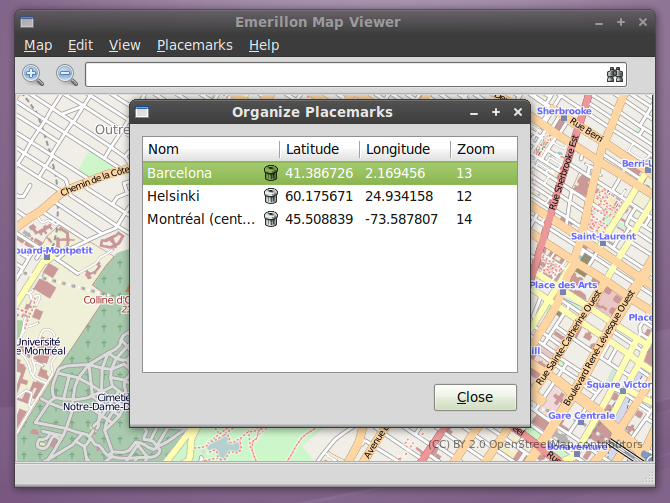 Emerillon Map Viewer
Map Edit View Placemarks Help
Organize Placemarks
Nom Latitude Longitude Zoom
Barcelona 41.386726 2.169456 13
Helsinki 60.175671 24.934158 12
Montréal (cent... 45.508839 -73.587807 14
Close
Outre
Chemin de la Côte
ouard-Montpetit
Colline d'
Université
e Montréal
Cimetiè
Notre-Dame-D
Sherbrooke
Rue Berri
Berri-U
Rue Sherbrooke Est
Saint-Laurent
Place des Arts
Place
Rue Sainte-Catherine Ouest
Boulevard René-Lévesque Ouest
ill
Square Victor
Gare Centrale
Bonaventure
Avenue
(CC) BY 2.0 OpenStreetMap contributors